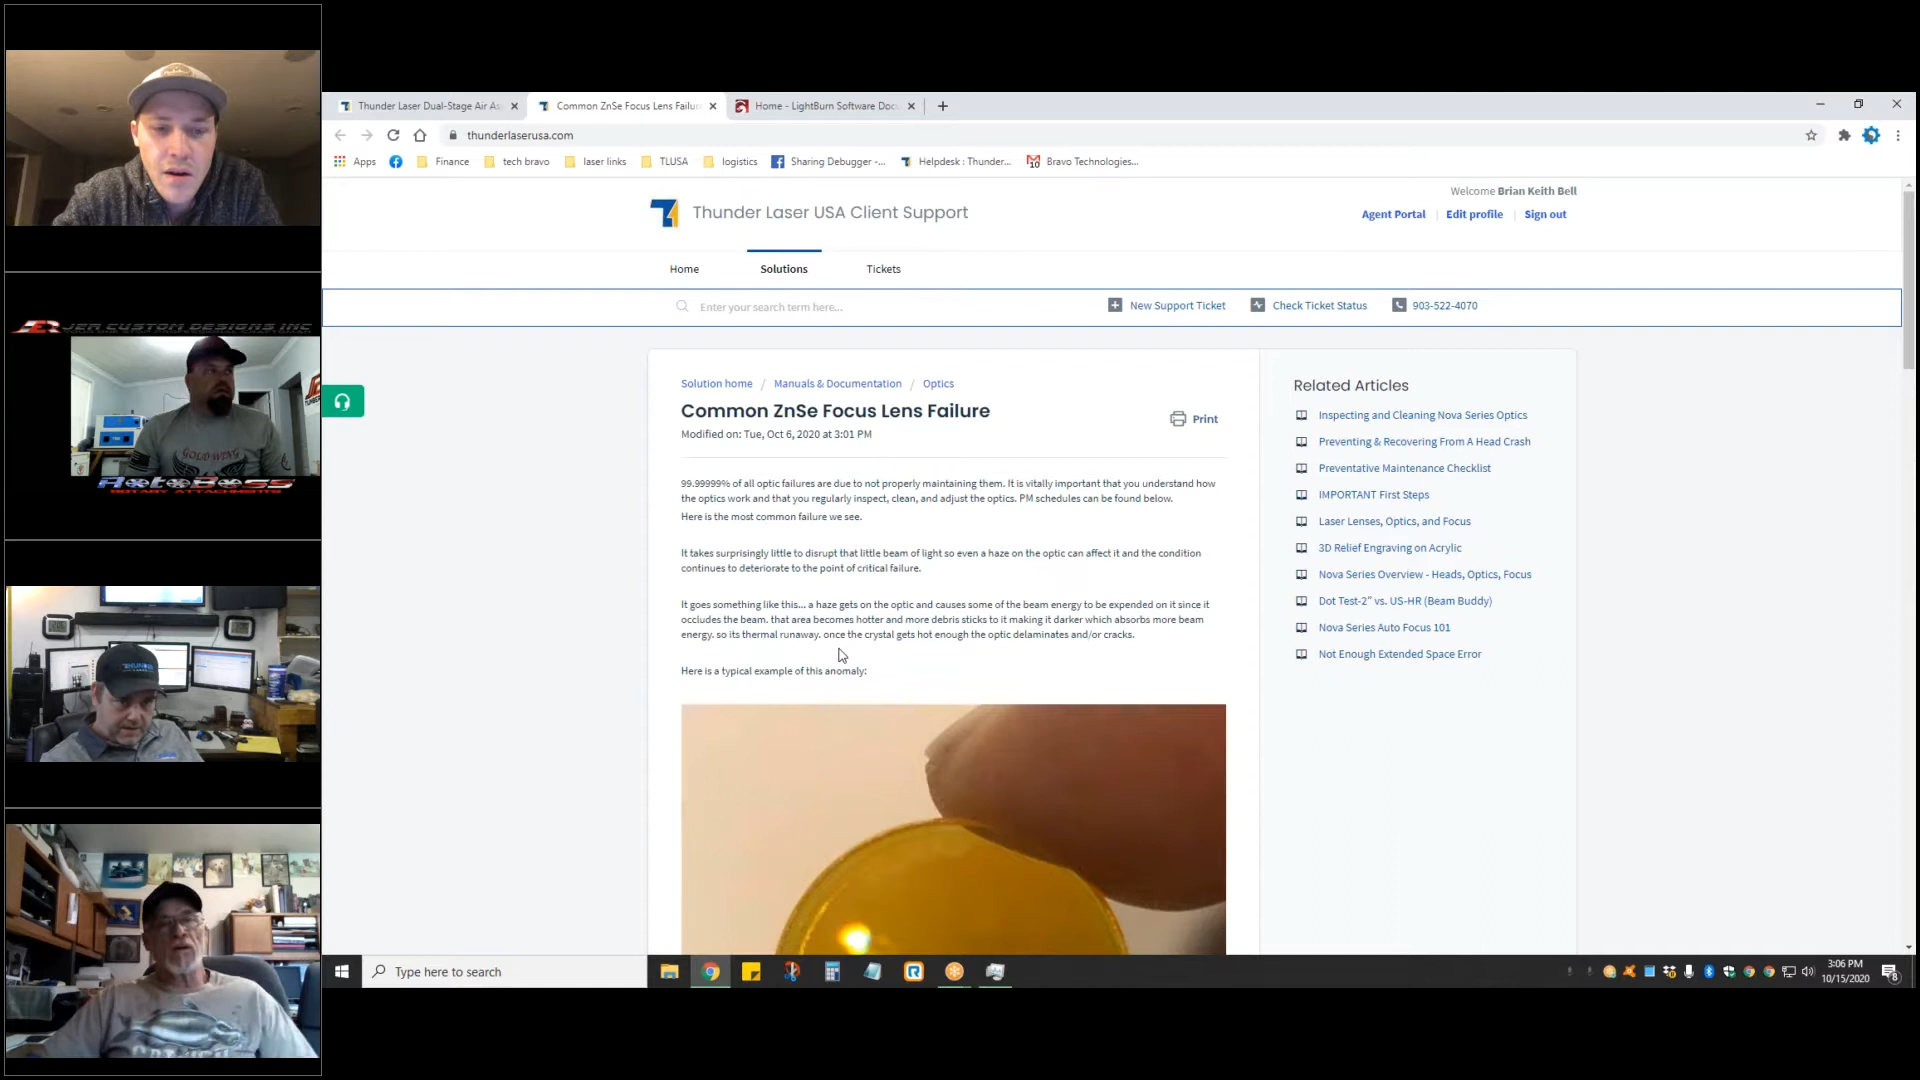 JER CUSTOM DESIGNS INC
GOLD WING
RotoBoss
ROTARY ATTACHMENTS
THUNDER
Thunder Laser Dual-Stage Air As
Common ZnSe Focus Lens Failur
Home - LightBurn Software Docu
thunderlaserusa.com
Apps
Finance
tech bravo
laser links
TLUSA
logistics
Sharing Debugger -...
Helpdesk : Thunder...
Bravo Technologies...
Welcome Brian Keith Bell
Thunder Laser USA Client Support
Agent Portal
Edit profile
Sign out
Home
Solutions
Tickets
Enter your search term here...
New Support Ticket
Check Ticket Status
903-522-4070
Solution home / Manuals & Documentation / Optics
Common ZnSe Focus Lens Failure
Print
Modified on: Tue, Oct 6, 2020 at 3:01 PM
99.99999% of all optic failures are due to not properly maintaining them. It is vitally important that you understand how
the optics work and that you regularly inspect, clean, and adjust the optics. PM schedules can be found below.
Here is the most common failure we see.
It takes surprisingly little to disrupt that little beam of light so even a haze on the optic can affect it and the condition
continues to deteriorate to the point of critical failure.
It goes something like this... a haze gets on the optic and causes some of the beam energy to be expended on it since it
occludes the beam. that area becomes hotter and more debris sticks to it making it darker which absorbs more beam
energy. so its thermal runaway. once the crystal gets hot enough the optic delaminates and/or cracks.
Here is a typical example of this anomaly:
Related Articles
Inspecting and Cleaning Nova Series Optics
Preventing & Recovering From A Head Crash
Preventative Maintenance Checklist
IMPORTANT First Steps
Laser Lenses, Optics, and Focus
3D Relief Engraving on Acrylic
Nova Series Overview - Heads, Optics, Focus
Dot Test-2" vs. US-HR (Beam Buddy)
Nova Series Auto Focus 101
Not Enough Extended Space Error
Type here to search
3:06 PM
10/15/2020
8